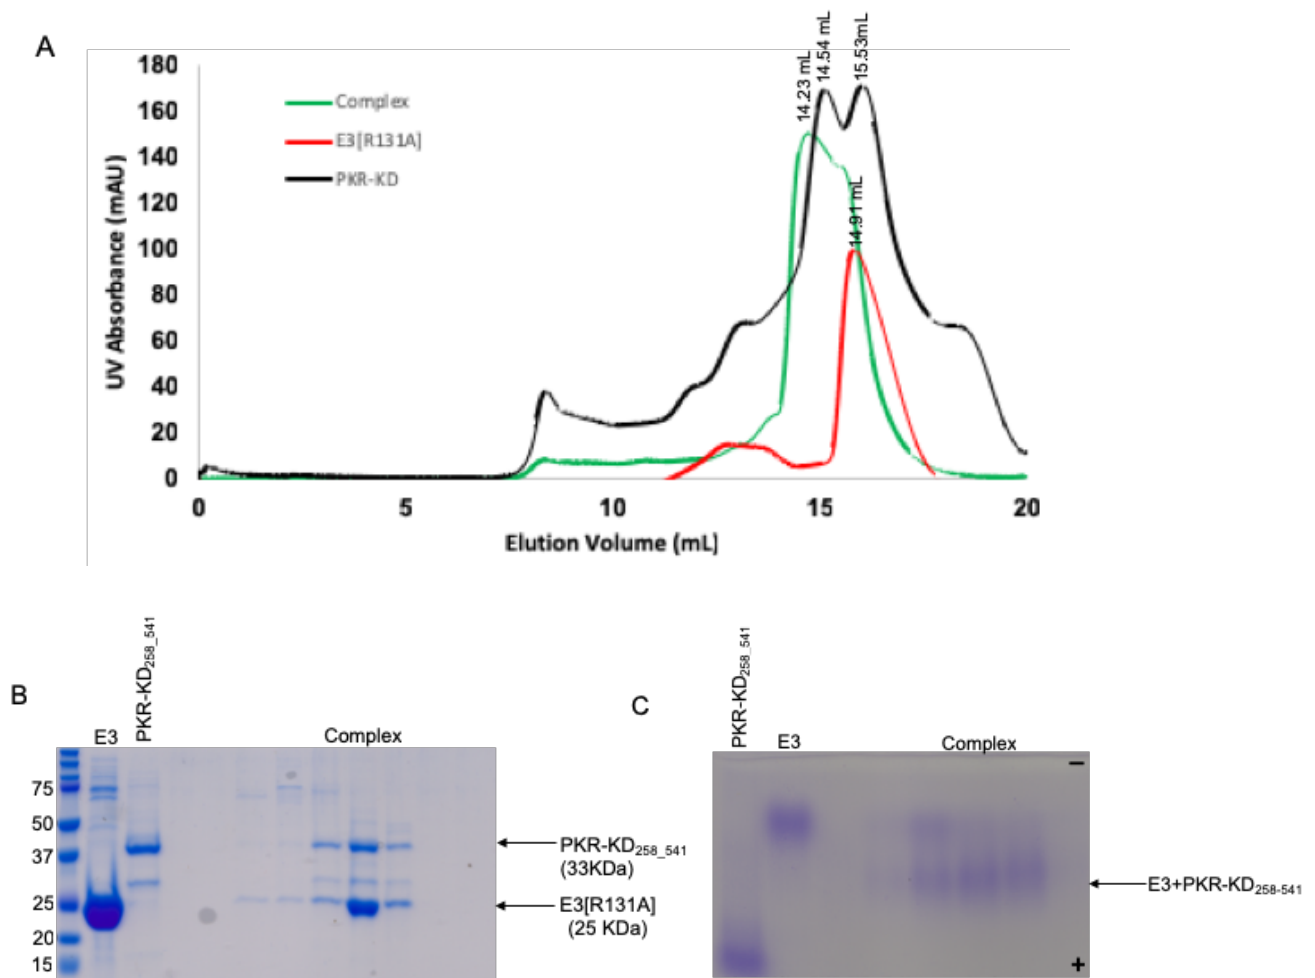 A
180
160
140
120
100
80
60
40
20
0
UV Absorbance (mAU)
Complex
E3[R131A]
PKR-KD
14.23 mL
14.54 mL
15.53mL
14.91 mL
0 5 10 15 20
Elution Volume (mL)
B
E3
PKR-KD258_541
Complex
75
50
37
25
20
15
PKR-KD258_541
(33KDa)
E3[R131A]
(25 KDa)
C
PKR-KD258_541
E3
Complex
−
+
E3+PKR-KD258-541